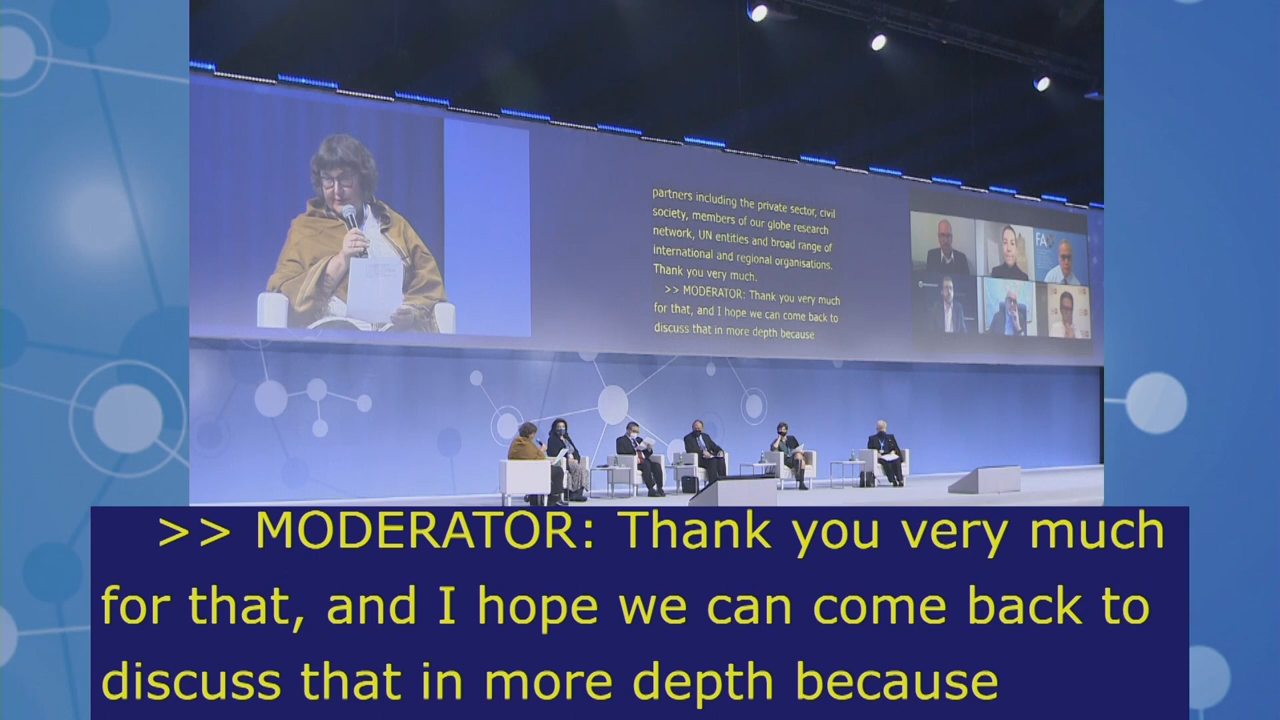 partners including the private sector, civil
society, members of our globe research
network, UN entities and broad range of
international and regional organisations.
Thank you very much.
>> MODERATOR: Thank you very much
for that, and I hope we can come back to
discuss that in more depth because
FA
>> MODERATOR: Thank you very much
for that, and I hope we can come back to
discuss that in more depth because